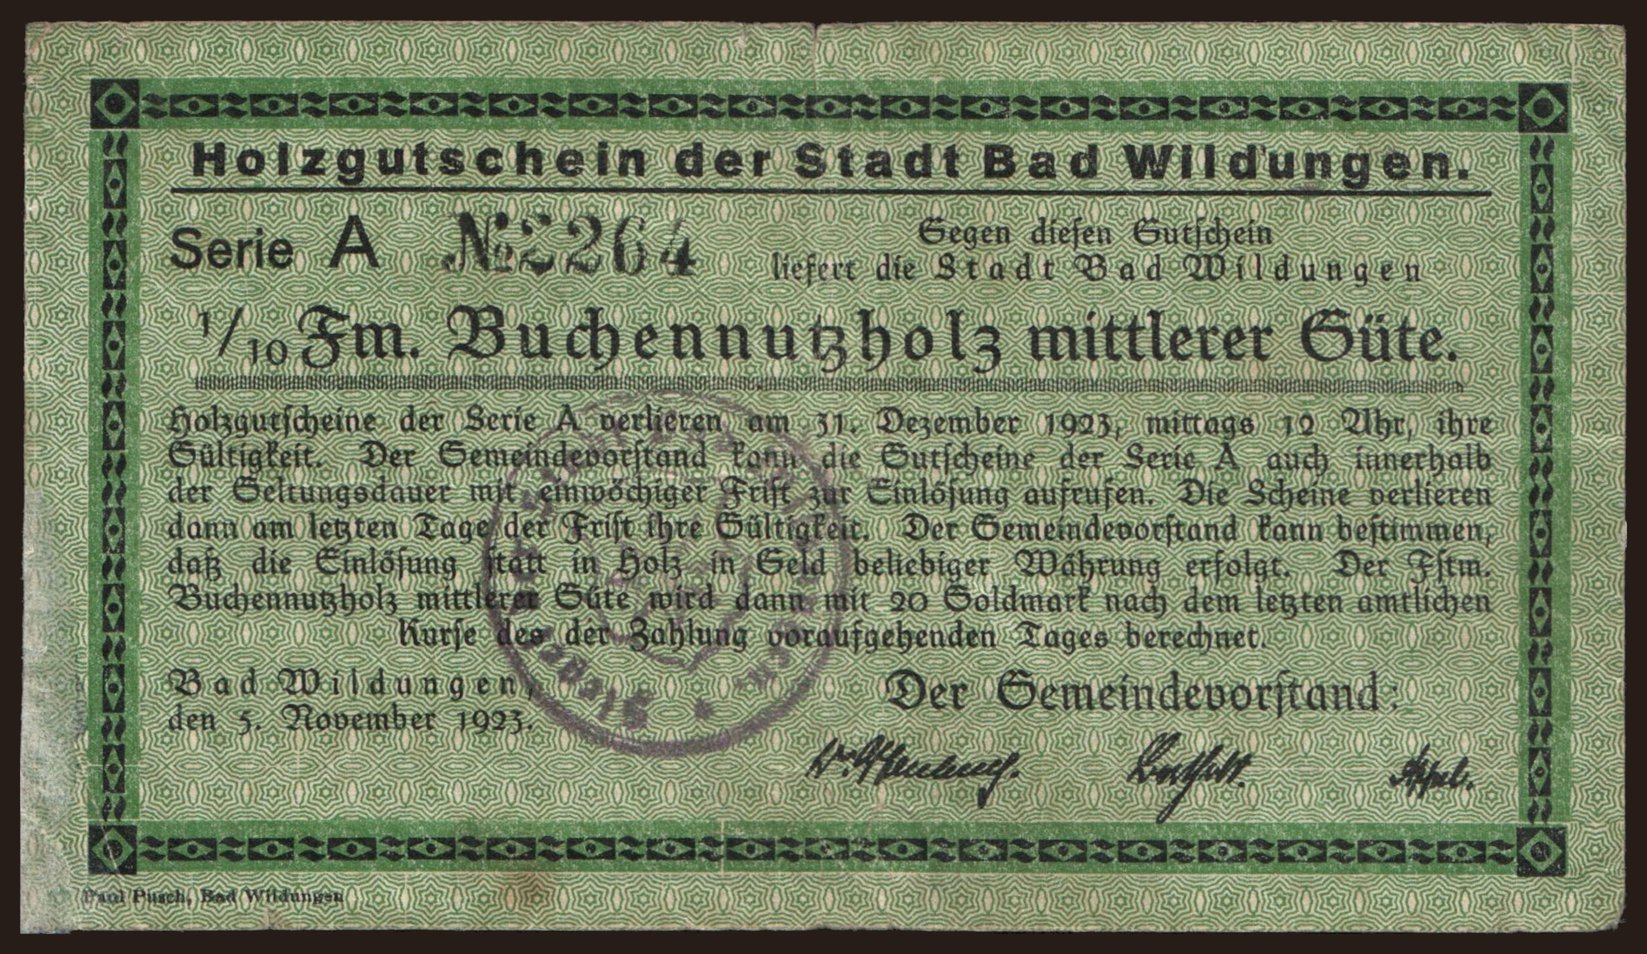 Holzgutschein der Stadt Bad Wildungen.
Serie A № 2264
Gegen diesen Gutschein
liefert die Stadt Bad Wildungen
1/10 Fm. Buchennutzholz mittlerer Güte.
Holzgutscheine der Serie A verlieren am 31. Dezember 1923, mittags 12 Uhr, ihre
Gültigkeit. Der Gemeindevorstand kann die Gutscheine der Serie A auch innerhalb
der Geltungsdauer mit einwöchiger Frist zur Einlösung aufrufen. Die Scheine verlieren
dann am letzten Tage der Frist ihre Gültigkeit. Der Gemeindevorstand kann bestimmen,
daß die Einlösung statt in Holz in Geld beliebiger Währung erfolgt. Der Fstm.
Buchennutzholz mittlerer Güte wird dann mit 20 Goldmark nach dem letzten amtlichen
Kurse des der Zahlung voraufgehenden Tages berechnet.
Bad Wildungen,
den 5. November 1923.
Der Gemeindevorstand:
Paul Pusch, Bad Wildungen